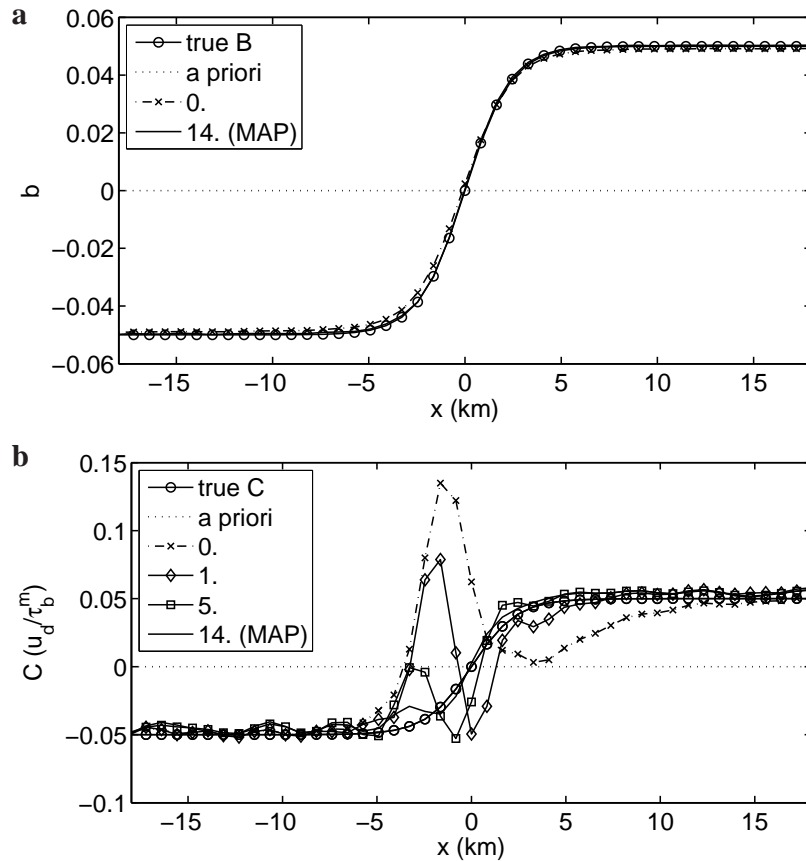 a
0.06
0.04
0.02
0
−0.02
−0.04
−0.06
b
true B
a priori
0.
14. (MAP)
−15
−10
−5
0
5
10
15
x (km)
b
0.15
0.1
0.05
0
−0.05
−0.1
C (u_d/τ_b^m)
true C
a priori
0.
1.
5.
14. (MAP)
−15
−10
−5
0
5
10
15
x (km)